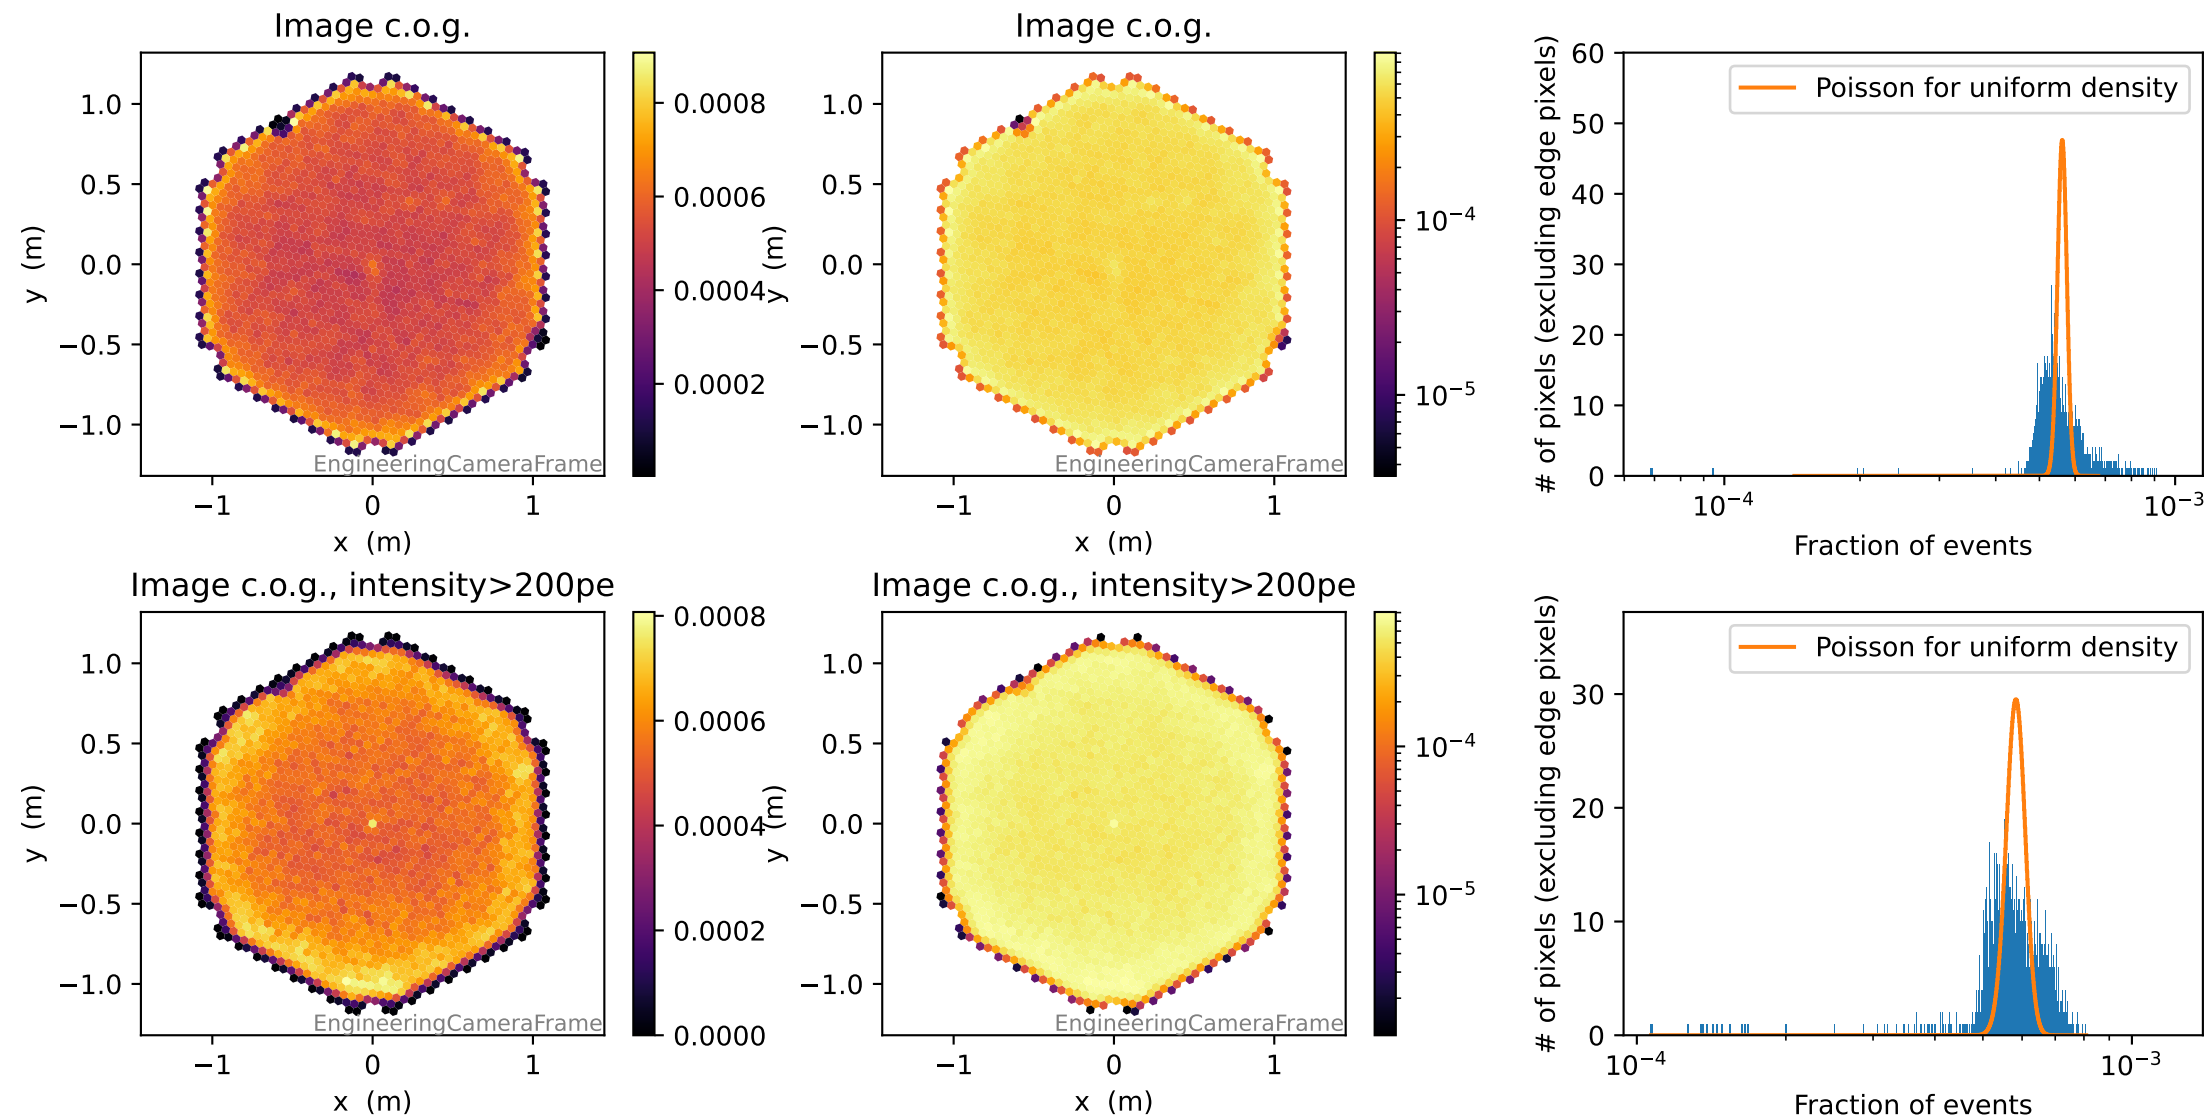 Image c.o.g.
1.0
0.5
0.0
−0.5
−1.0
y (m)
−1
0
1
x (m)
EngineeringCameraFrame
0.0008
0.0006
0.0004
0.0002
Image c.o.g.
1.0
0.5
0.0
−0.5
−1.0
y (m)
−1
0
1
x (m)
EngineeringCameraFrame
10−4
10−5
Poisson for uniform density
60
50
40
30
20
10
0
# of pixels (excluding edge pixels)
10−4
10−3
Fraction of events
Image c.o.g., intensity>200pe
1.0
0.5
0.0
−0.5
−1.0
y (m)
−1
0
1
x (m)
EngineeringCameraFrame
0.0008
0.0006
0.0004
0.0002
0.0000
Image c.o.g., intensity>200pe
1.0
0.5
0.0
−0.5
−1.0
y (m)
−1
0
1
x (m)
EngineeringCameraFrame
10−4
10−5
Poisson for uniform density
30
20
10
0
# of pixels (excluding edge pixels)
10−4
10−3
Fraction of events